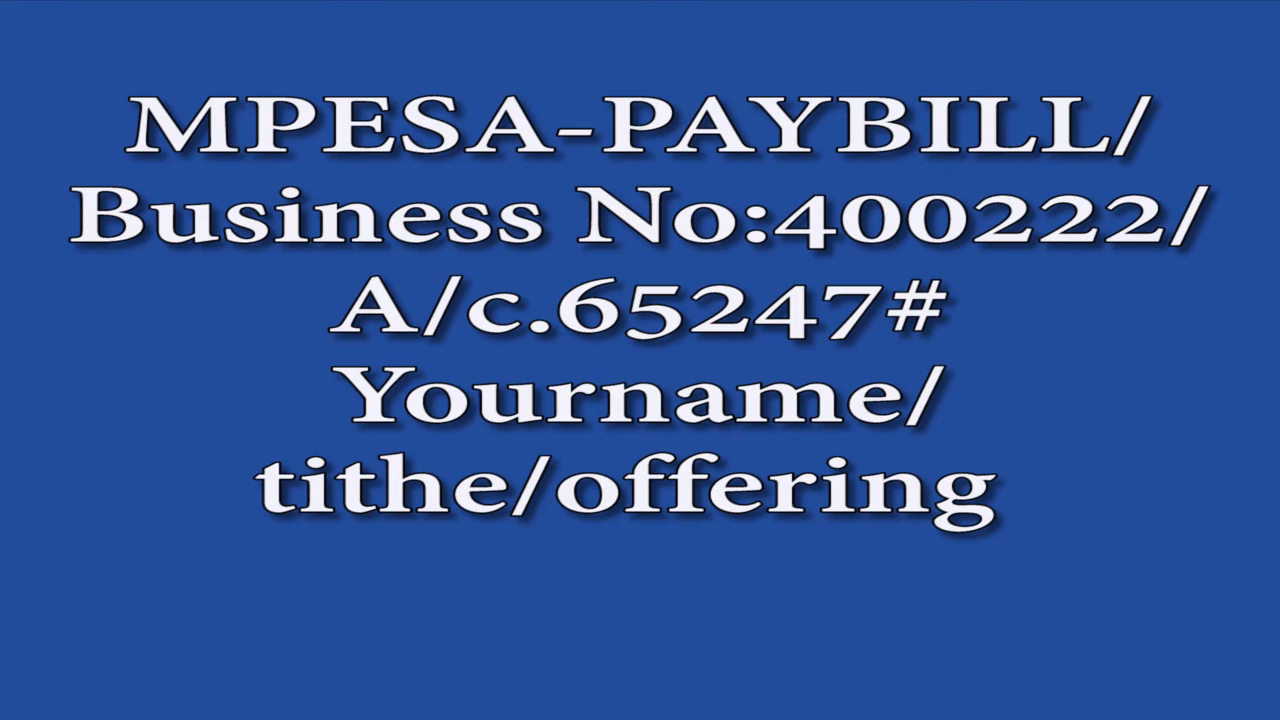 MPESA-PAYBILL/
Business No:400222/
A/c.65247#
Yourname/
tithe/offering